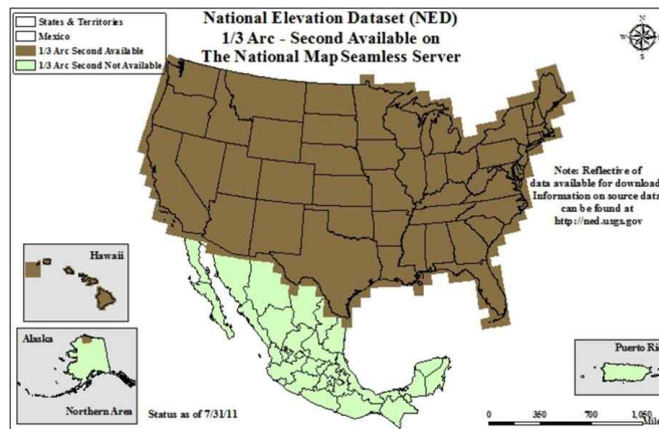 States & Territories
Mexico
1/3 Arc Second Available
1/3 Arc Second Not Available
National Elevation Dataset (NED)
1/3 Arc - Second Available on
The National Map Seamless Server
N
W
E
S
Note: Reflective of
data available for download
Information on source data
can be found at
http://ned.usgs.gov
Hawaii
Alaska
Northern Area
Status as of 7/31/11
Puerto Ri
0 350 700 1,050
Mile